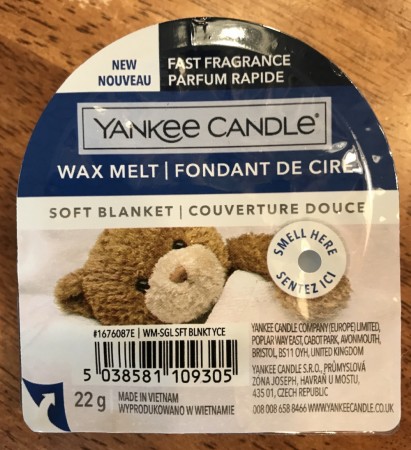 NEW
NOUVEAU
FAST FRAGRANCE
PARFUM RAPIDE
YANKEE CANDLE®
WAX MELT | FONDANT DE CIRE
SOFT BLANKET | COUVERTURE DOUCE
SMELL HERE
SENTEZ ICI
#1676087E | WM-SGL SFT BLNKT YCE
5 038581 109305
22 g
MADE IN VIETNAM
WYPRODUKOWANO W WIETNAMIE
YANKEE CANDLE COMPANY (EUROPE) LIMITED,
POPLAR WAY EAST, CABOT PARK, AVONMOUTH,
BRISTOL, BS11 0YH, UNITED KINGDOM
YANKEE CANDLE S.R.O., PRŮMYSLOVÁ
ZÓNA JOSEPH, HAVRAŇ U MOSTU,
435 01, CZECH REPUBLIC
008 008 658 8466 WWW.YANKEECANDLE.CO.UK